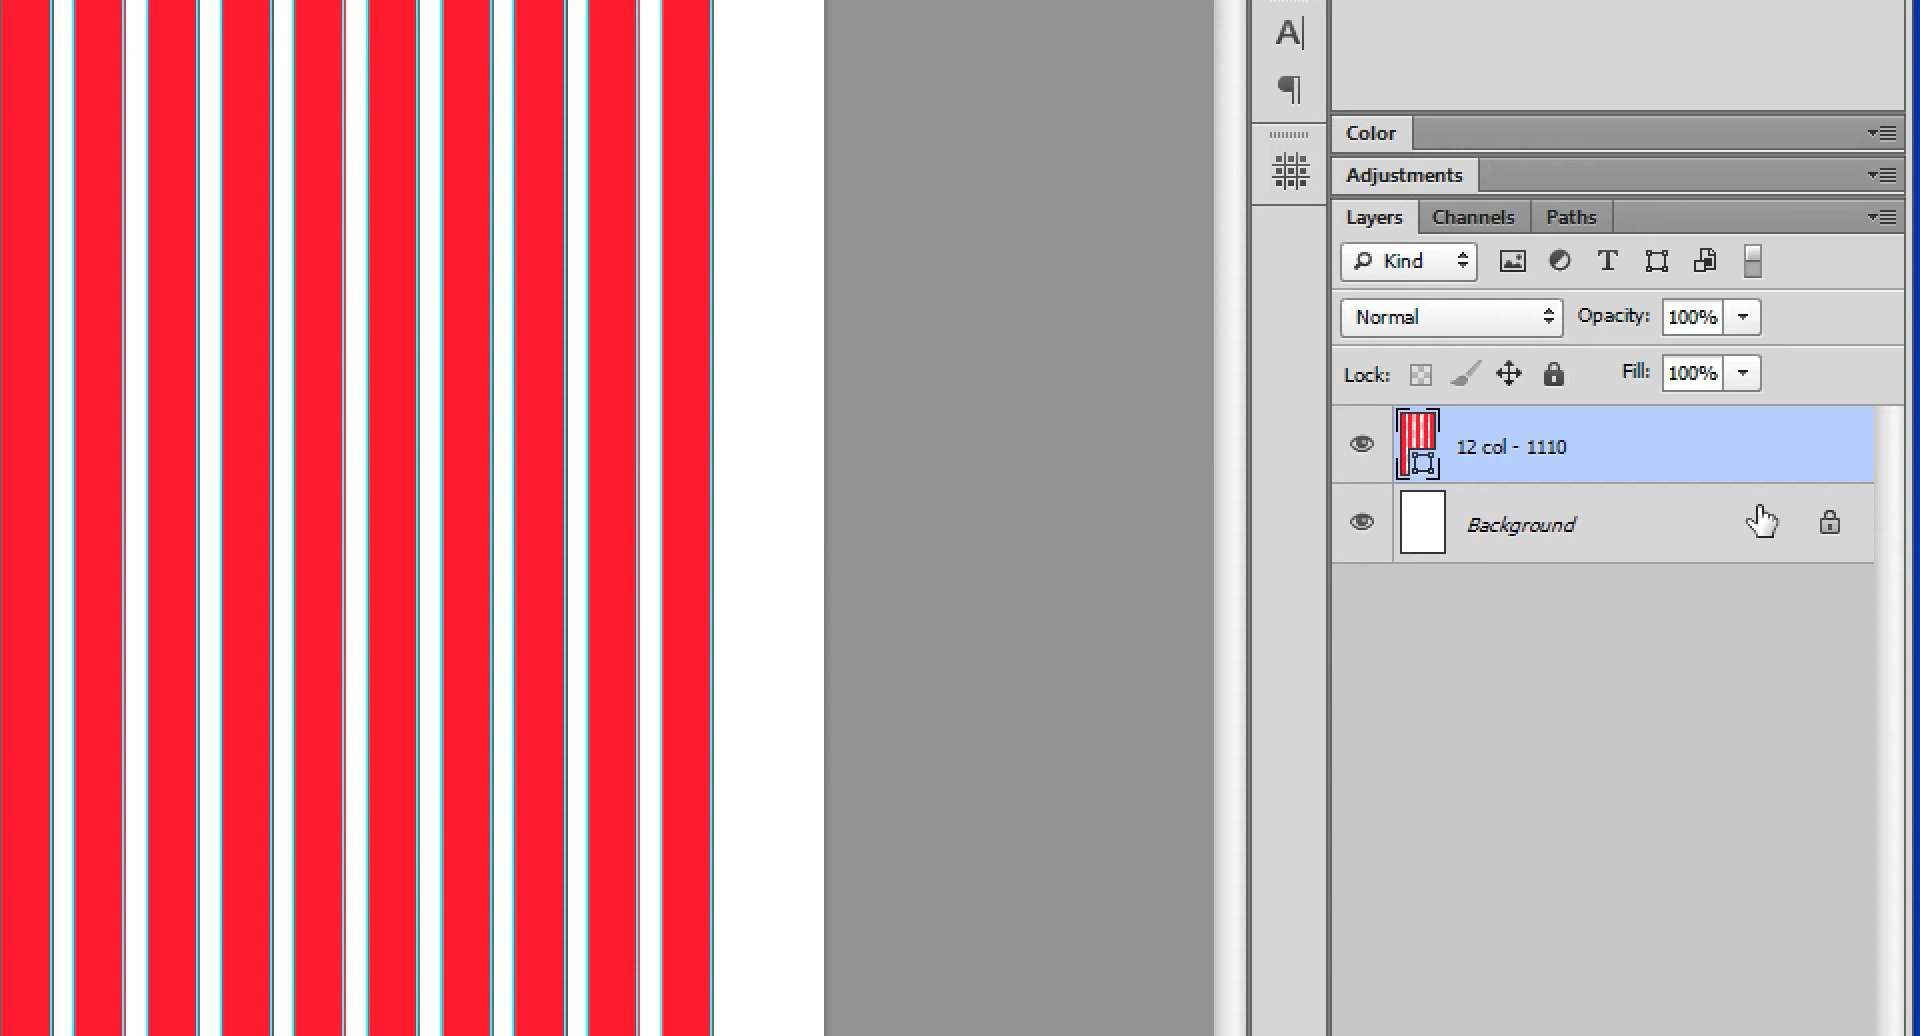 A|
¶
Color
Adjustments
Layers Channels Paths
Kind T
Normal Opacity: 100%
Lock: Fill: 100%
12 col - 1110
Background